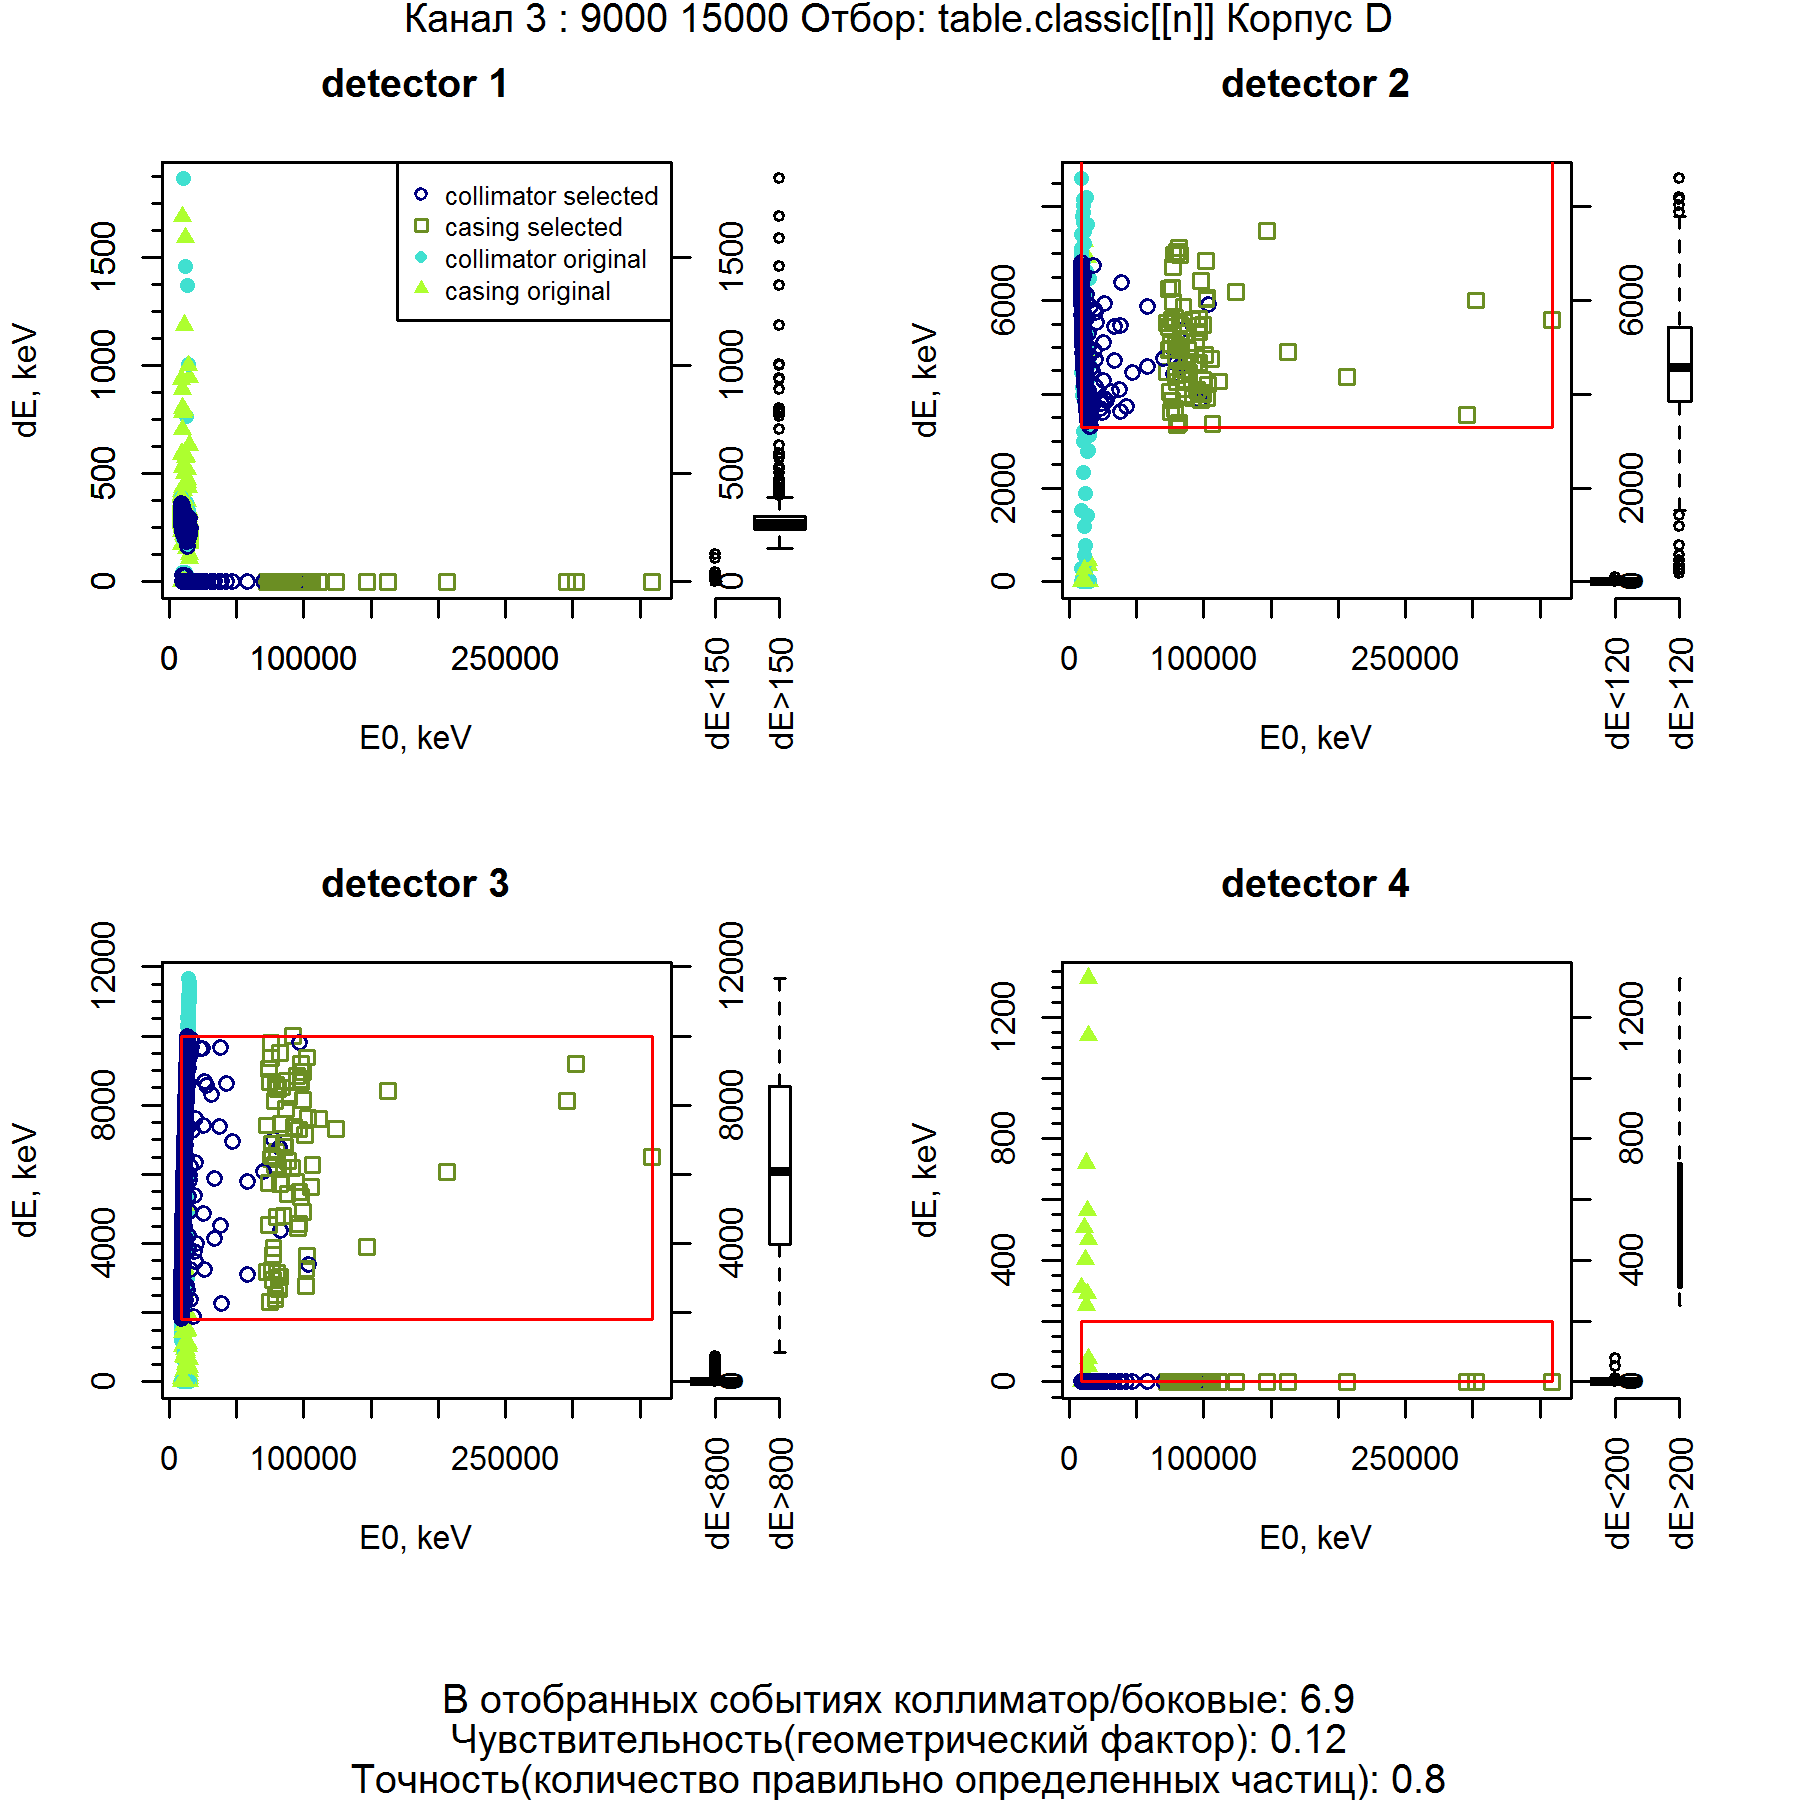 Канал 3 : 9000 15000 Отбор: table.classic[[n]] Корпус D
detector 1
dE, keV
0 500 1000 1500
collimator selected
casing selected
collimator original
casing original
0 100000 250000
E0, keV
0 500 1000 1500
dE<150
dE>150
detector 2
dE, keV
0 2000 6000
0 100000 250000
E0, keV
0 2000 6000
dE<120
dE>120
detector 3
dE, keV
0 4000 8000 12000
0 100000 250000
E0, keV
0 4000 8000 12000
dE<800
dE>800
detector 4
dE, keV
0 400 800 1200
0 100000 250000
E0, keV
0 400 800 1200
dE<200
dE>200
В отобранных событиях коллиматор/боковые: 6.9
Чувствительность(геометрический фактор): 0.12
Точность(количество правильно определенных частиц): 0.8